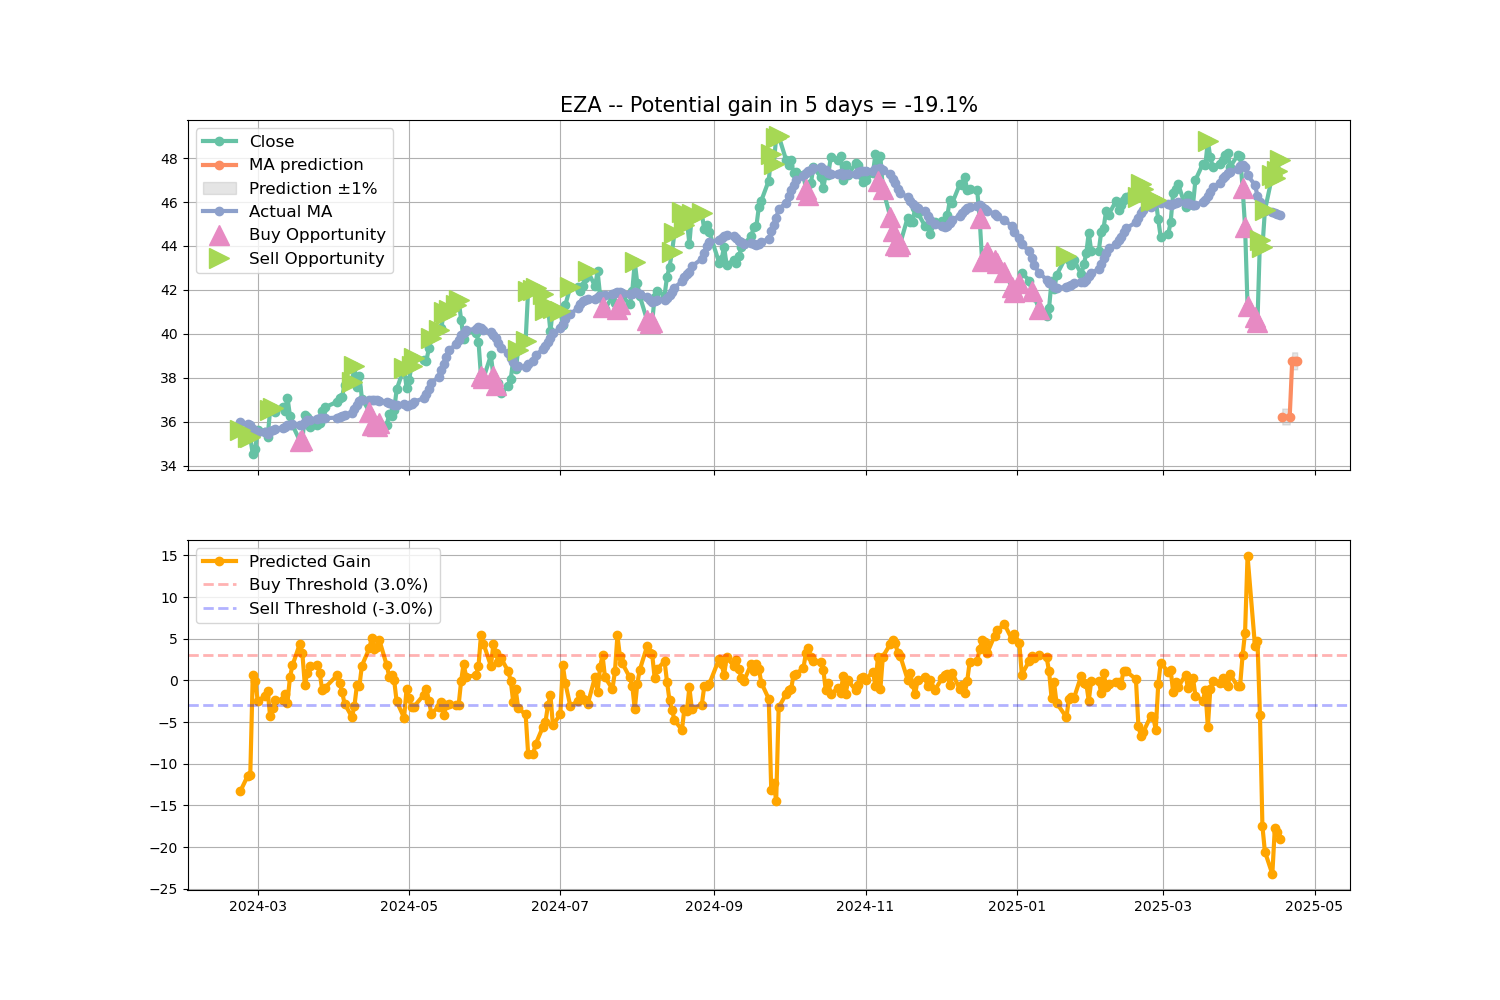 EZA -- Potential gain in 5 days = -19.1%
Close
MA prediction
Prediction ±1%
Actual MA
Buy Opportunity
Sell Opportunity
48
46
44
42
40
38
36
34
Predicted Gain
Buy Threshold (3.0%)
Sell Threshold (-3.0%)
15
10
5
0
−5
−10
−15
−20
−25
2024-03
2024-05
2024-07
2024-09
2024-11
2025-01
2025-03
2025-05